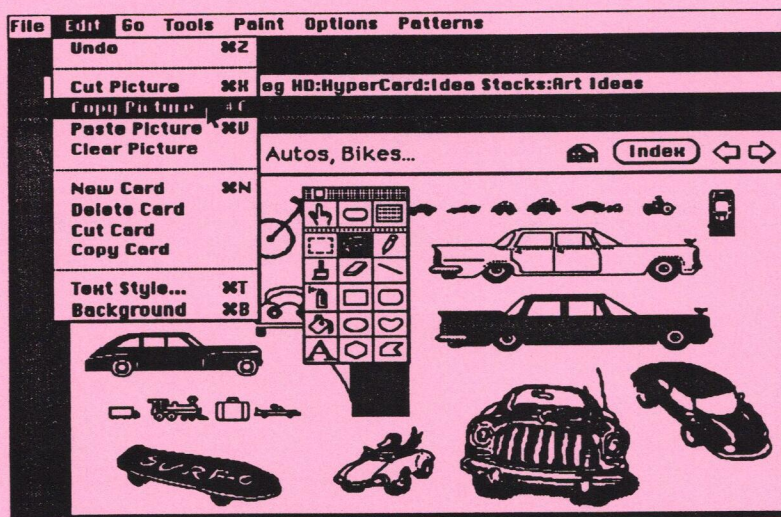 File Edit Go Tools Paint Options Patterns
Undo ⌘Z
Cut Picture ⌘X
Copy Picture ⌘C
Paste Picture ⌘V
Clear Picture
New Card ⌘N
Delete Card
Cut Card
Copy Card
Text Style... ⌘T
Background ⌘B
eg HD:HyperCard:Idea Stacks:Art Ideas
Autos, Bikes...
Index
A
SURF-O